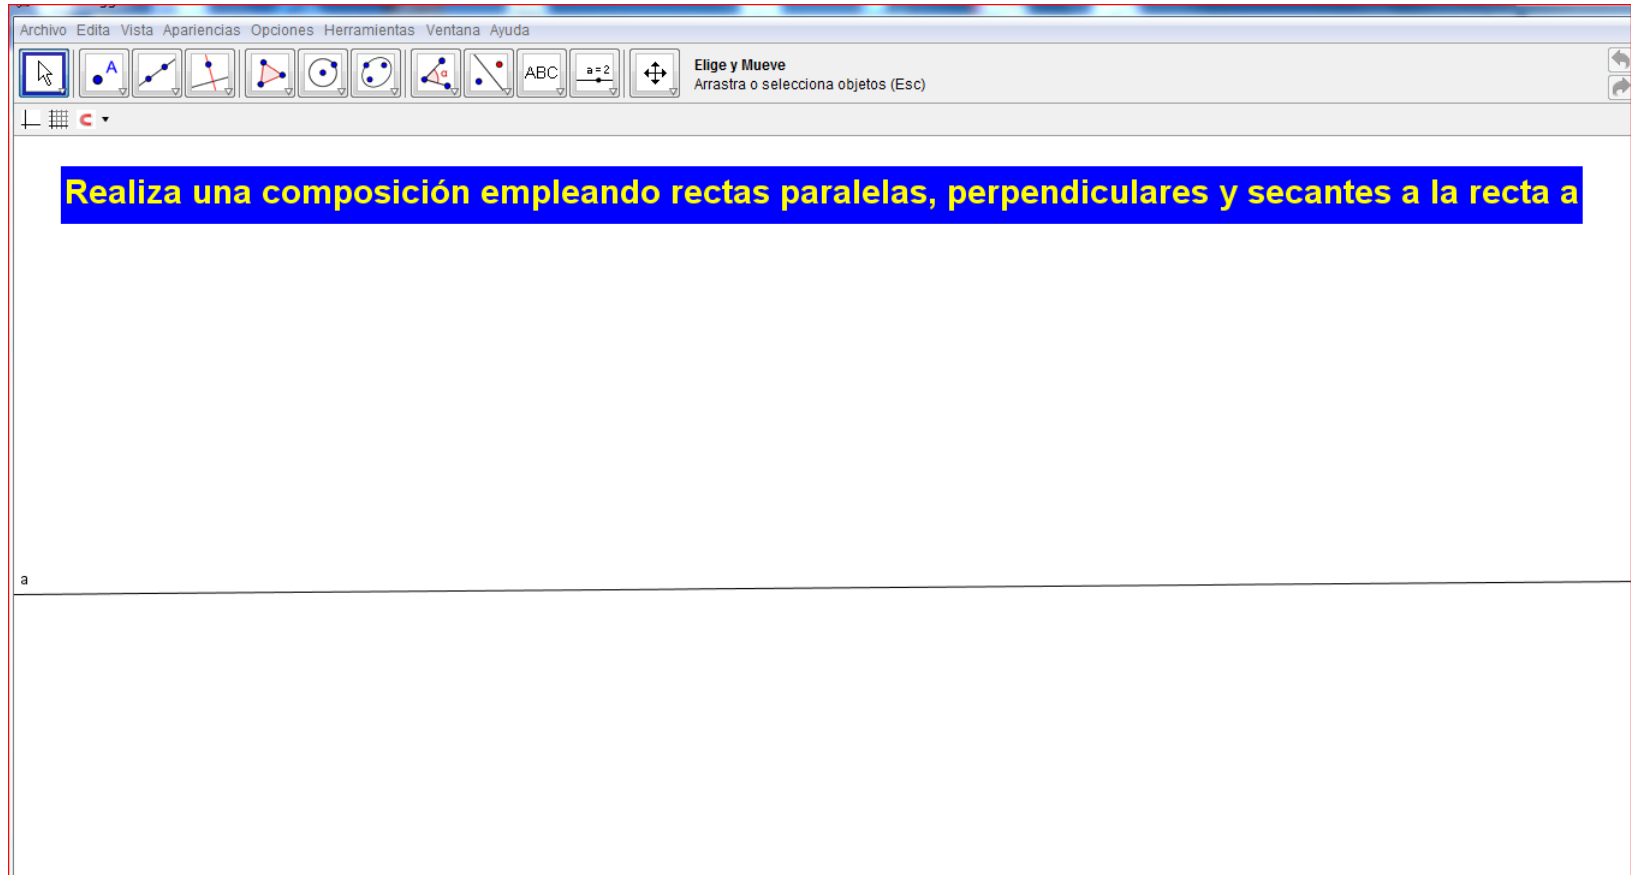 Archivo Edita Vista Apariencias Opciones Herramientas Ventana Ayuda
A
α
ABC
a=2
Elige y Mueve
Arrastra o selecciona objetos (Esc)
Realiza una composición empleando rectas paralelas, perpendiculares y secantes a la recta a
a